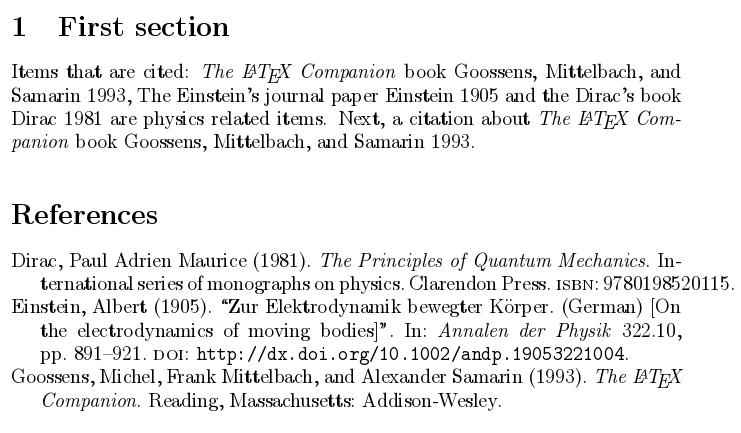 1 First section
Items that are cited: The LATEX Companion book Goossens, Mittelbach, and
Samarin 1993, The Einstein's journal paper Einstein 1905 and the Dirac's book
Dirac 1981 are physics related items. Next, a citation about The LATEX Com-
panion book Goossens, Mittelbach, and Samarin 1993.
References
Dirac, Paul Adrien Maurice (1981). The Principles of Quantum Mechanics. In-
ternational series of monographs on physics. Clarendon Press. ISBN: 9780198520115.
Einstein, Albert (1905). “Zur Elektrodynamik bewegter Körper. (German) [On
the electrodynamics of moving bodies]”. In: Annalen der Physik 322.10,
pp. 891–921. DOI: http://dx.doi.org/10.1002/andp.19053221004.
Goossens, Michel, Frank Mittelbach, and Alexander Samarin (1993). The LATEX
Companion. Reading, Massachusetts: Addison-Wesley.